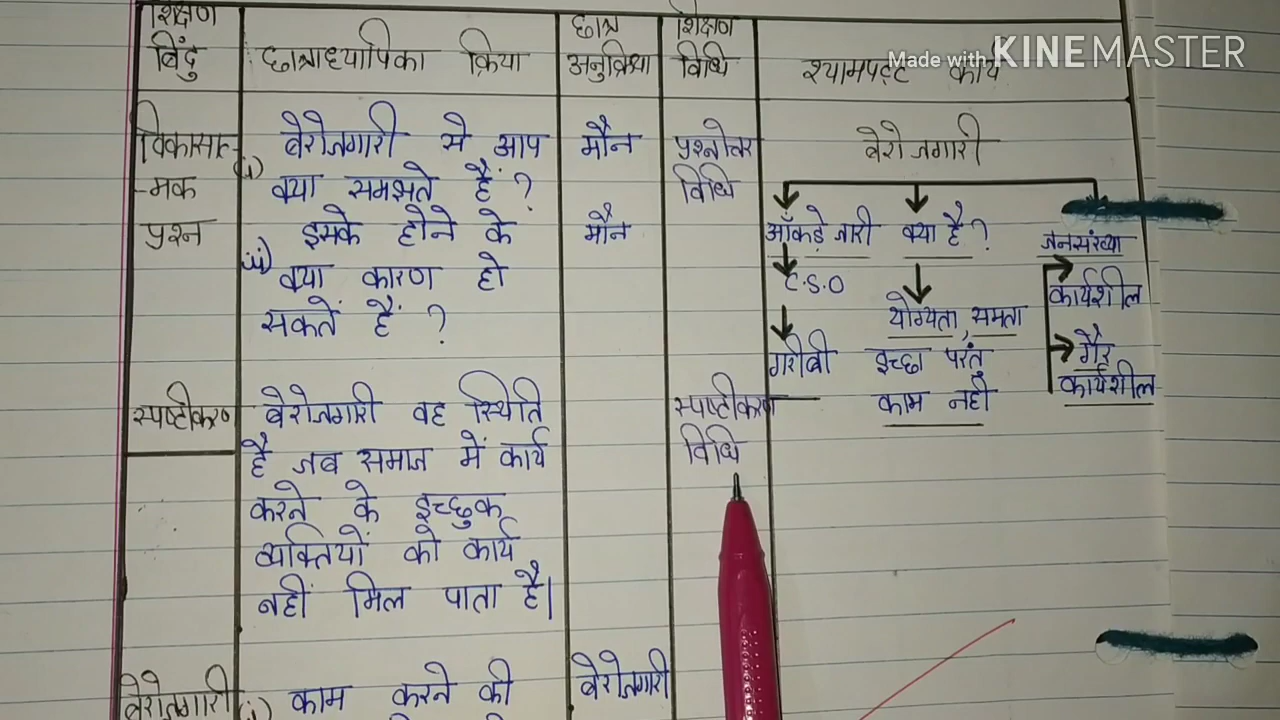 शिक्षण बिंदु
छात्राध्यापिका क्रिया
छात्र अनुक्रिया
शिक्षण विधि
श्यामपट्ट कार्य
Made with KINEMASTER
विकासात-
-मक
प्रश्न
i) बेरोजगारी से आप
क्या समझते हैं ?
ii) इसके होने के
क्या कारण हो
सकतें हैं ?
मौन
मौन
प्रश्नोत्तर
विधि
बेरोजगारी
आँकड़े जारी
C.S.O
गरीबी
क्या है ?
योग्यता, समता
इच्छा परंतु
काम नही
जनसंख्या
कार्यशील
गैर
कार्यशील
स्पष्टीकरण
बेरोजगारी वह स्थिति
है जब समाज में कार्य
करने के इच्छुक
व्यक्तियों को कार्य
नहीं मिल पाता है।
स्पष्टीकरण
विधि
बेरोजगारी
i) काम करने की
बेरोजगारी